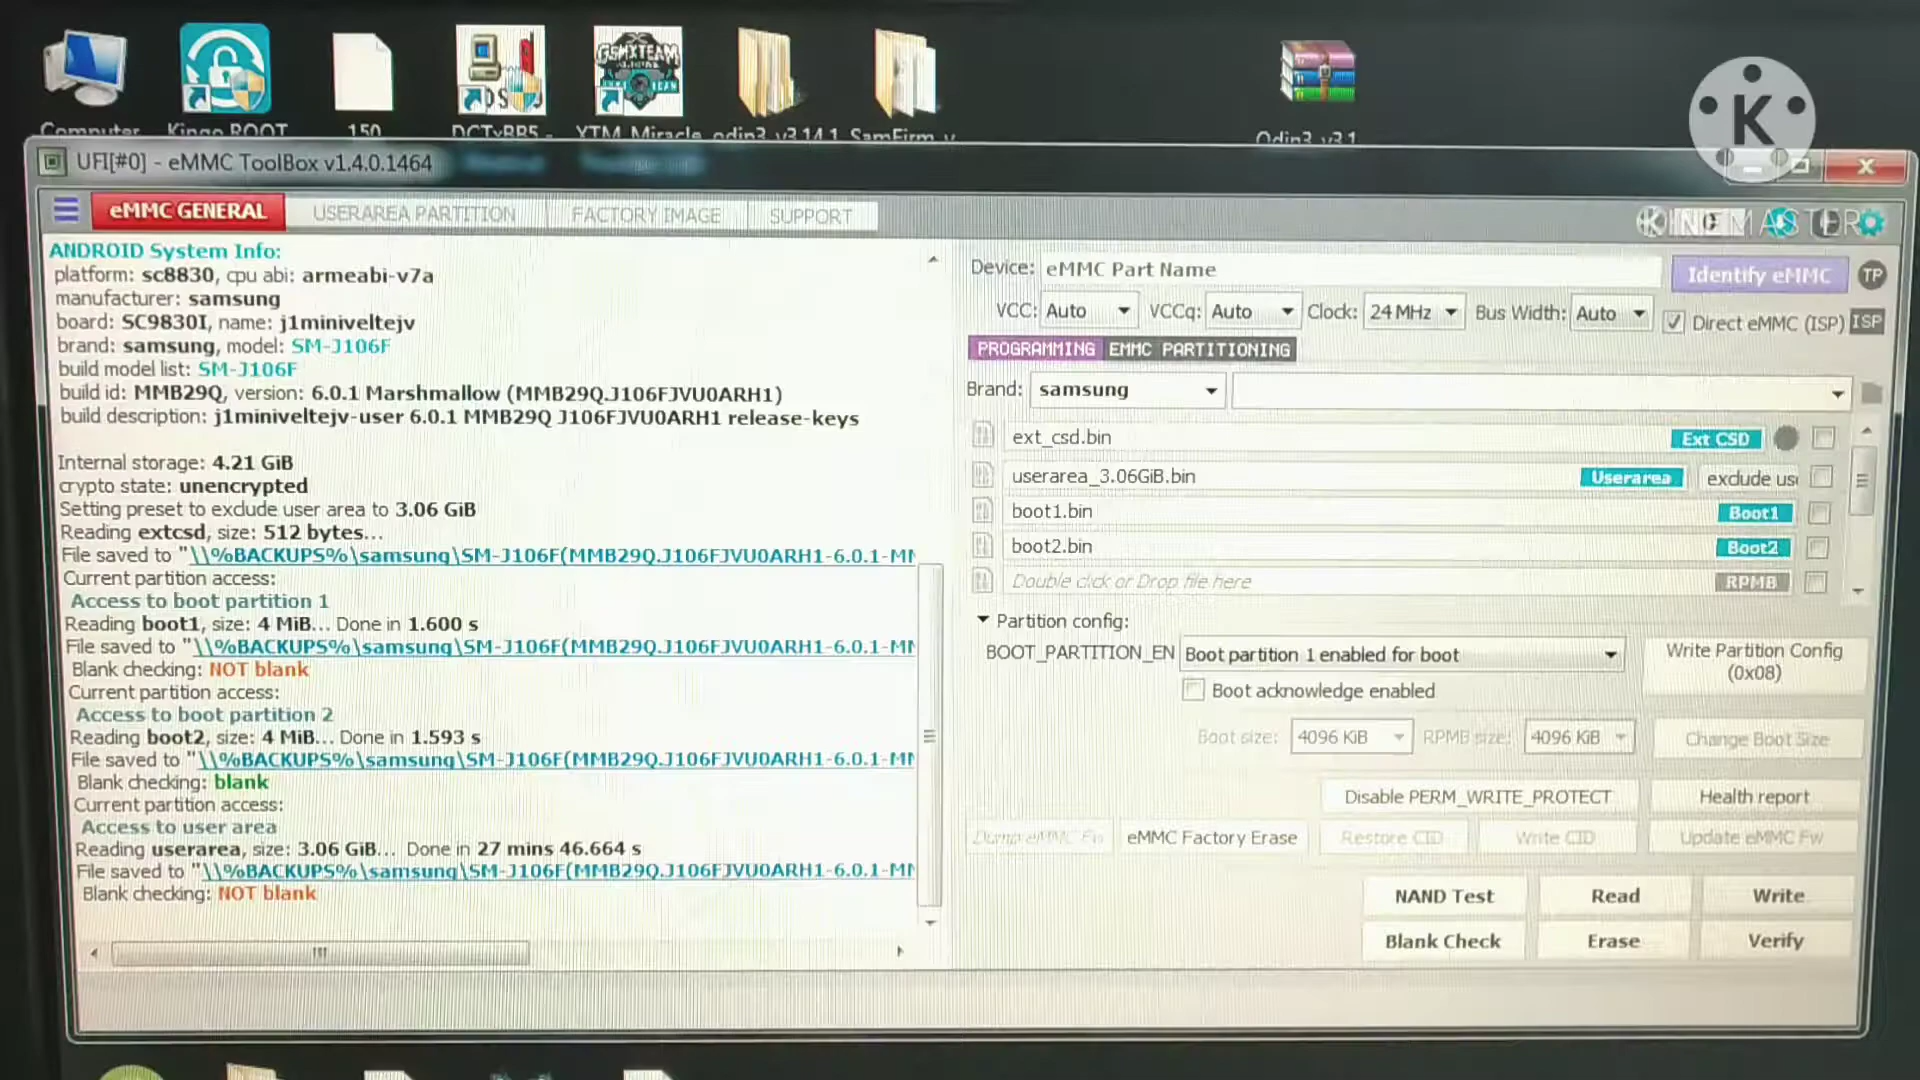 Computer
Kingo ROOT
150
DCTxBB5 -
GSMXTEAM
XTM Miracle
odin3_v3.14.1
SamFirm_v
Odin3_v3.1
K
KINEMASTER
UFI[#0] - eMMC ToolBox v1.4.0.1464
eMMC GENERAL
USERAREA PARTITION
FACTORY IMAGE
SUPPORT
ANDROID System Info:
platform: sc8830, cpu abi: armeabi-v7a
manufacturer: samsung
board: SC9830I, name: j1miniveltejv
brand: samsung, model: SM-J106F
build model list: SM-J106F
build id: MMB29Q, version: 6.0.1 Marshmallow (MMB29Q.J106FJVU0ARH1)
build description: j1miniveltejv-user 6.0.1 MMB29Q J106FJVU0ARH1 release-keys
Internal storage: 4.21 GiB
crypto state: unencrypted
Setting preset to exclude user area to 3.06 GiB
Reading extcsd, size: 512 bytes...
File saved to "\\%BACKUPS%\samsung\SM-J106F(MMB29Q.J106FJVU0ARH1-6.0.1-MM
Current partition access:
Access to boot partition 1
Reading boot1, size: 4 MiB... Done in 1.600 s
File saved to "\\%BACKUPS%\samsung\SM-J106F(MMB29Q.J106FJVU0ARH1-6.0.1-MM
Blank checking: NOT blank
Current partition access:
Access to boot partition 2
Reading boot2, size: 4 MiB... Done in 1.593 s
File saved to "\\%BACKUPS%\samsung\SM-J106F(MMB29Q.J106FJVU0ARH1-6.0.1-MM
Blank checking: blank
Current partition access:
Access to user area
Reading userarea, size: 3.06 GiB... Done in 27 mins 46.664 s
File saved to "\\%BACKUPS%\samsung\SM-J106F(MMB29Q.J106FJVU0ARH1-6.0.1-MM
Blank checking: NOT blank
Device: eMMC Part Name
Identify eMMC
TP
VCC: Auto VCCq: Auto Clock: 24 MHz Bus Width: Auto Direct eMMC (ISP) ISP
PROGRAMMING EMMC PARTITIONING
Brand: samsung
ext_csd.bin Ext CSD
userarea_3.06GiB.bin Userarea exclude us
boot1.bin Boot1
boot2.bin Boot2
Double click or Drop file here RPMB
Partition config:
BOOT_PARTITION_EN Boot partition 1 enabled for boot
Write Partition Config
(0x08)
Boot acknowledge enabled
Boot size: 4096 KiB RPMB size: 4096 KiB Change Boot Size
Disable PERM_WRITE_PROTECT Health report
Dump eMMC Fw eMMC Factory Erase Restore CID Write CID Update eMMC Fw
NAND Test Read Write
Blank Check Erase Verify